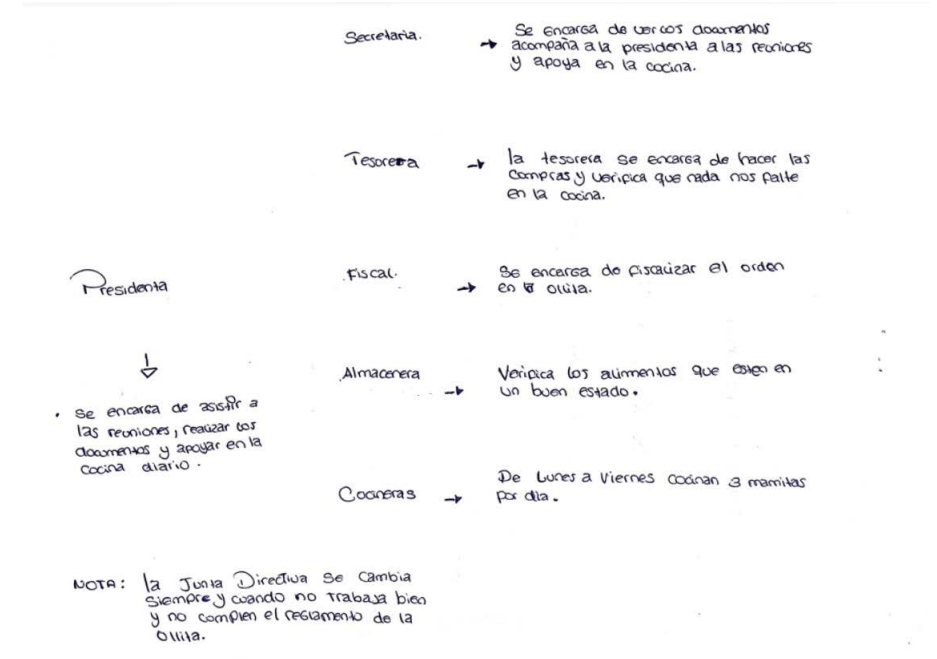 Secretaria.
→ Se encarga de ver los documentos
acompaña a la presidenta a las reuniones
y apoya en la cocina.
Tesorera
→ la tesorera se encarga de hacer las
compras y verifica que nada nos falte
en la cocina.
Presidenta
↓
• Se encarga de asistir a
las reuniones, realizar los
documentos y apoyar en la
cocina diario.
Fiscal.
→ Se encarga de fiscalizar el orden
en la ollita.
Almacenera
→ Verifica los alimentos que esten en
un buen estado.
Cocineras
→ De Lunes a Viernes cocinan 3 mamitas
por dia.
NOTA: la Junta Directiva se cambia
siempre y cuando no trabaja bien
y no complen el reglamento de la
Ollita.